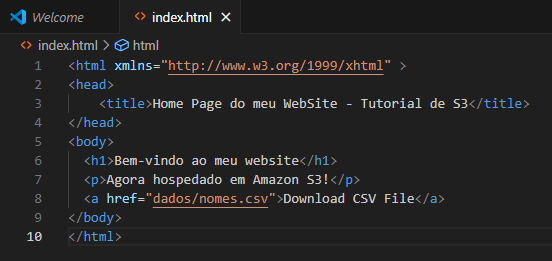 Welcome index.html
index.html > html
1 <html xmlns="http://www.w3.org/1999/xhtml" >
2 <head>
3     <title>Home Page do meu WebSite - Tutorial de S3</title>
4 </head>
5 <body>
6   <h1>Bem-vindo ao meu website</h1>
7   <p>Agora hospedado em Amazon S3!</p>
8   <a href="dados/nomes.csv">Download CSV File</a>
9 </body>
10 </html>